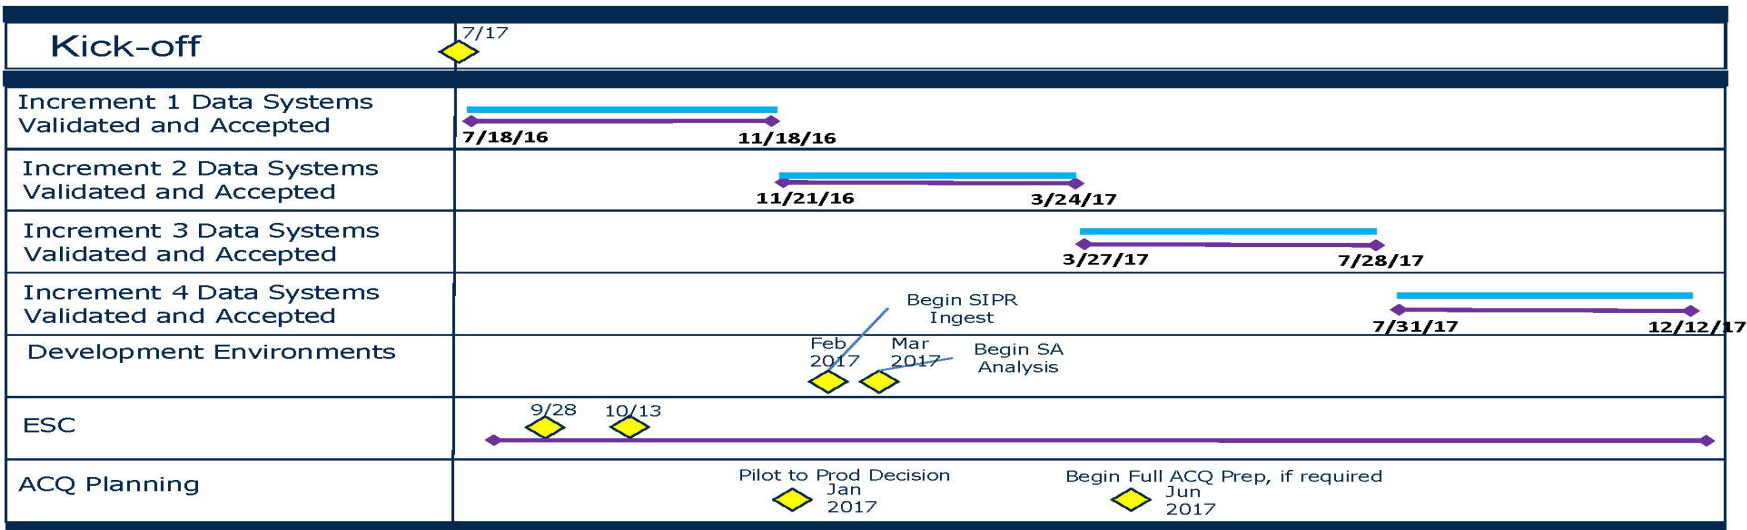 Kick-off
7/17
Increment 1 Data Systems
Validated and Accepted
7/18/16
11/18/16
Increment 2 Data Systems
Validated and Accepted
11/21/16
3/24/17
Increment 3 Data Systems
Validated and Accepted
3/27/17
7/28/17
Increment 4 Data Systems
Validated and Accepted
7/31/17
12/12/17
Begin SIPR
Ingest
Development Environments
Feb
2017
Mar
2017
Begin SA
Analysis
ESC
9/28
10/13
ACQ Planning
Pilot to Prod Decision
Jan
2017
Begin Full ACQ Prep, if required
Jun
2017